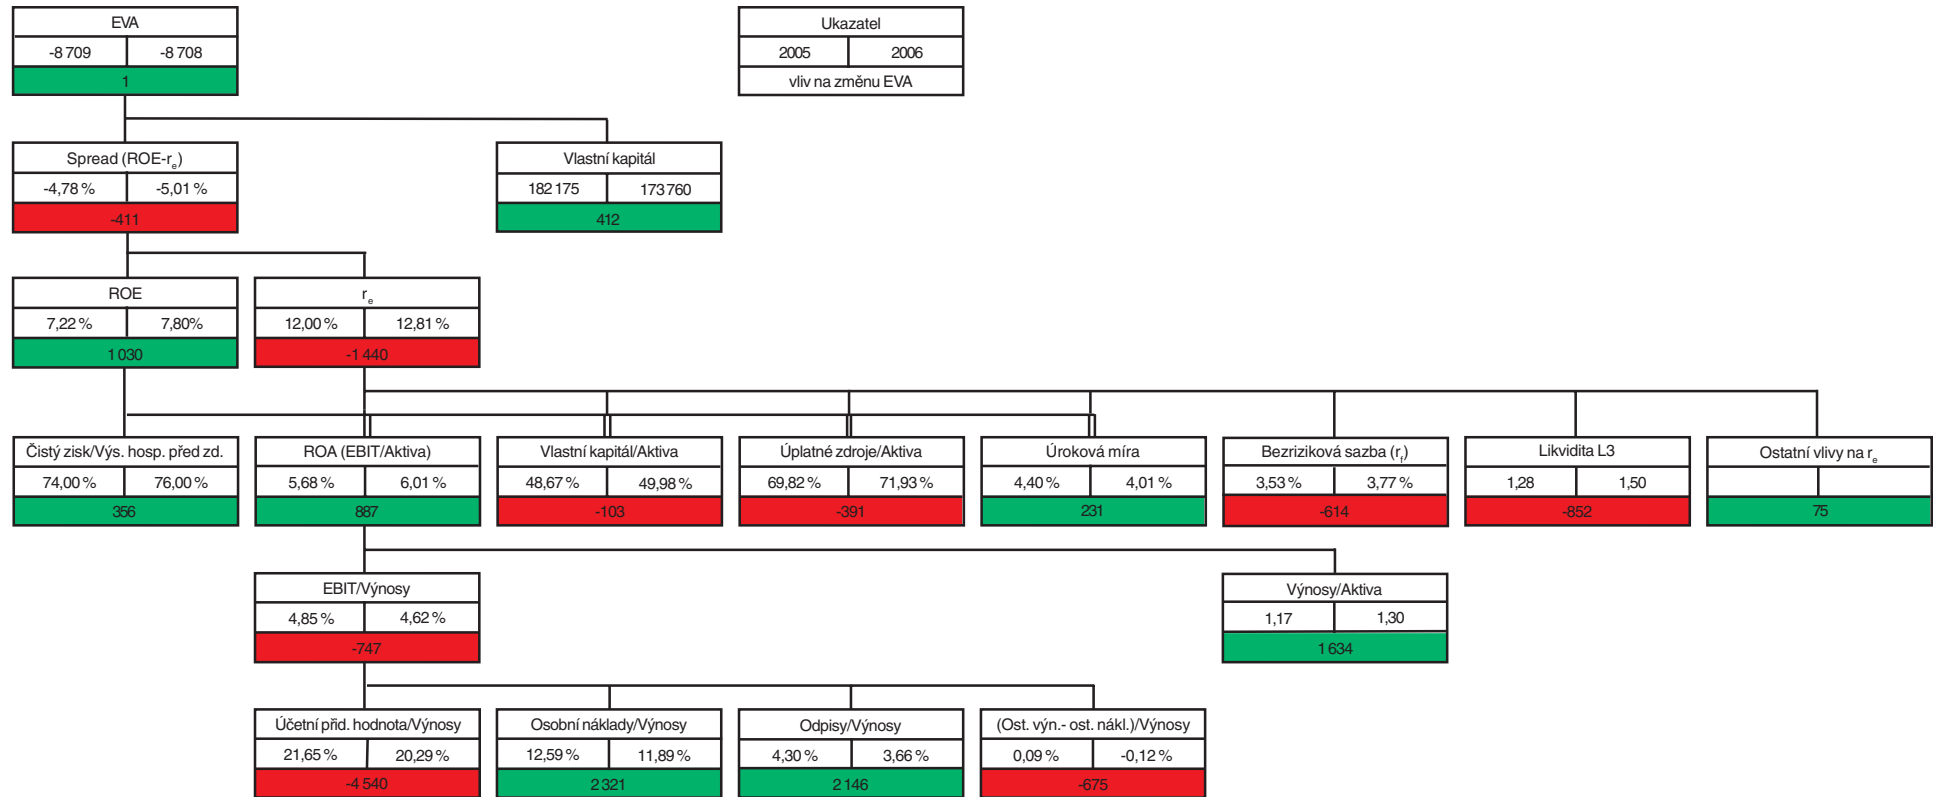 EVA
-8 709 -8 708
1
Ukazatel
2005 2006
vliv na změnu EVA
Spread (ROE-re)
-4,78 % -5,01 %
-411
Vlastní kapitál
182 175 173 760
412
ROE
7,22 % 7,80%
1 030
re
12,00 % 12,81 %
-1 440
Čistý zisk/Výs. hosp. před zd.
74,00 % 76,00 %
356
ROA (EBIT/Aktiva)
5,68 % 6,01 %
887
Vlastní kapitál/Aktiva
48,67 % 49,98 %
-103
Úplatné zdroje/Aktiva
69,82 % 71,93 %
-391
Úroková míra
4,40 % 4,01 %
231
Bezriziková sazba (rf)
3,53 % 3,77 %
-614
Likvidita L3
1,28 1,50
-852
Ostatní vlivy na re
75
EBIT/Výnosy
4,85 % 4,62 %
-747
Výnosy/Aktiva
1,17 1,30
1 634
Účetní přid. hodnota/Výnosy
21,65 % 20,29 %
-4 540
Osobní náklady/Výnosy
12,59 % 11,89 %
2 321
Odpisy/Výnosy
4,30 % 3,66 %
2 146
(Ost. výn.- ost. nákl.)/Výnosy
0,09 % -0,12 %
-675